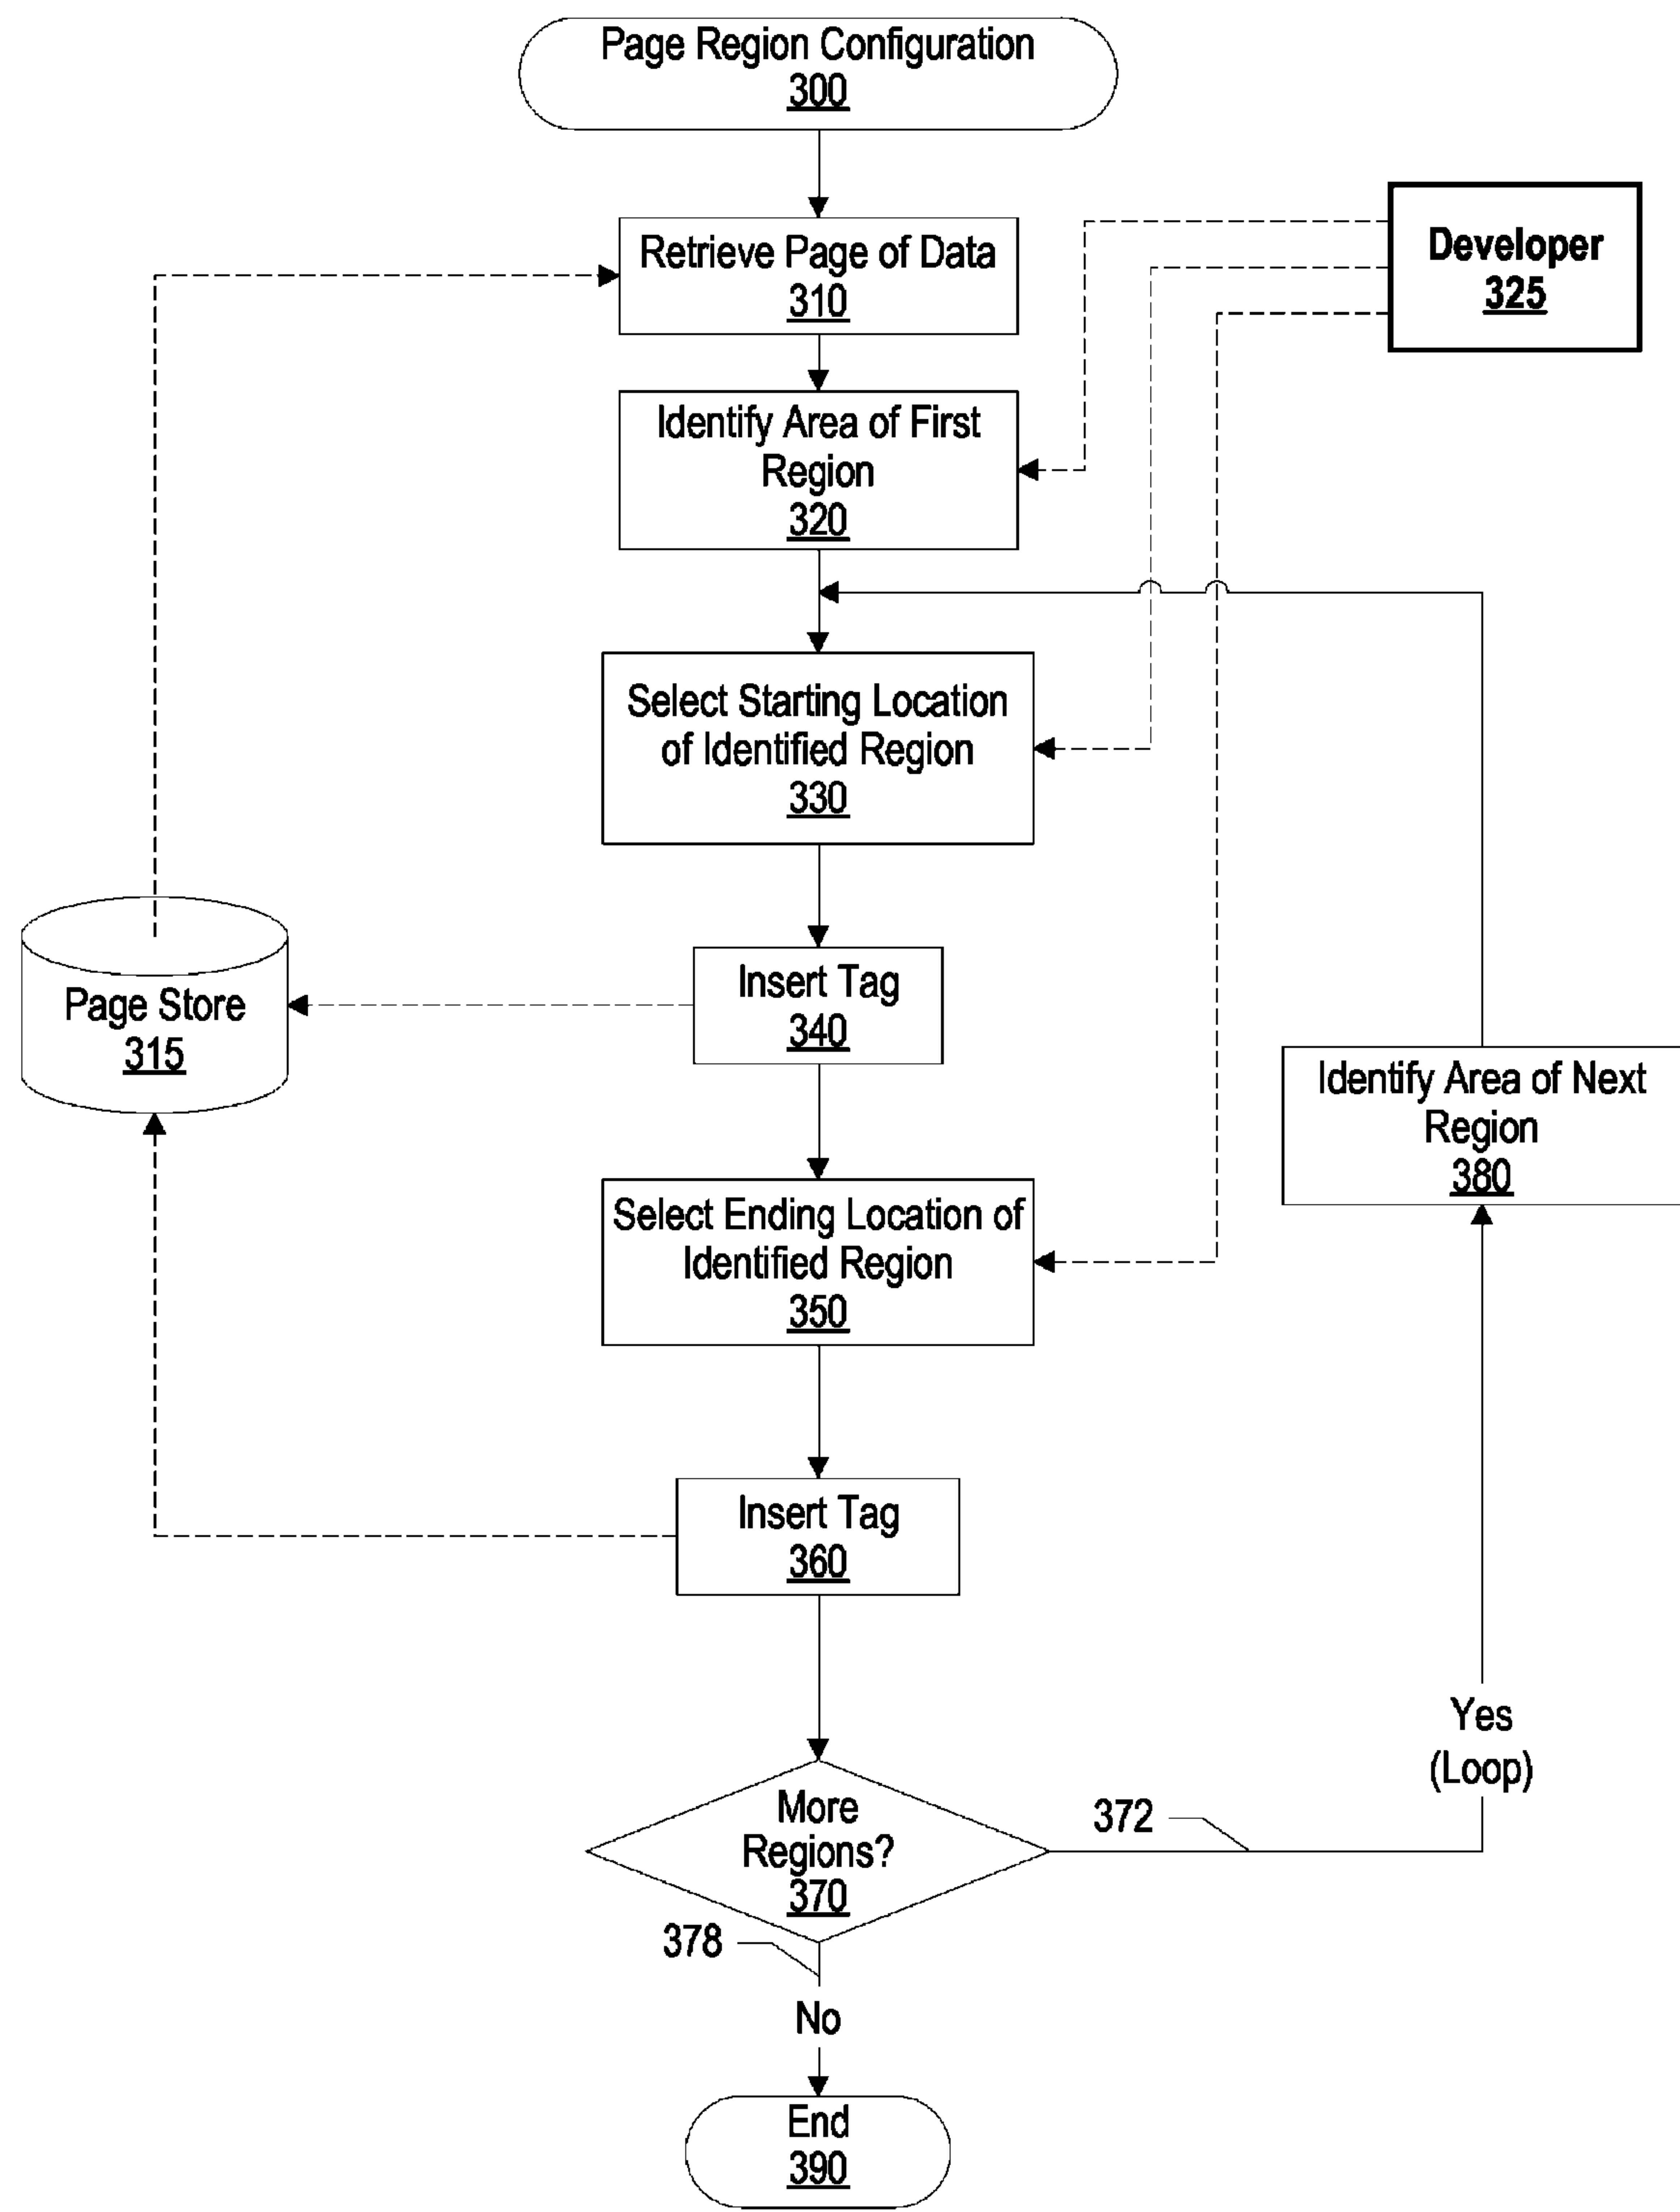 Page Region Configuration
300
Retrieve Page of Data
310
Developer
325
Identify Area of First
Region
320
Select Starting Location
of Identified Region
330
Page Store
315
Insert Tag
340
Identify Area of Next
Region
380
Select Ending Location of
Identified Region
350
Insert Tag
360
Yes
(Loop)
More
Regions?
370
372
378
No
End
390